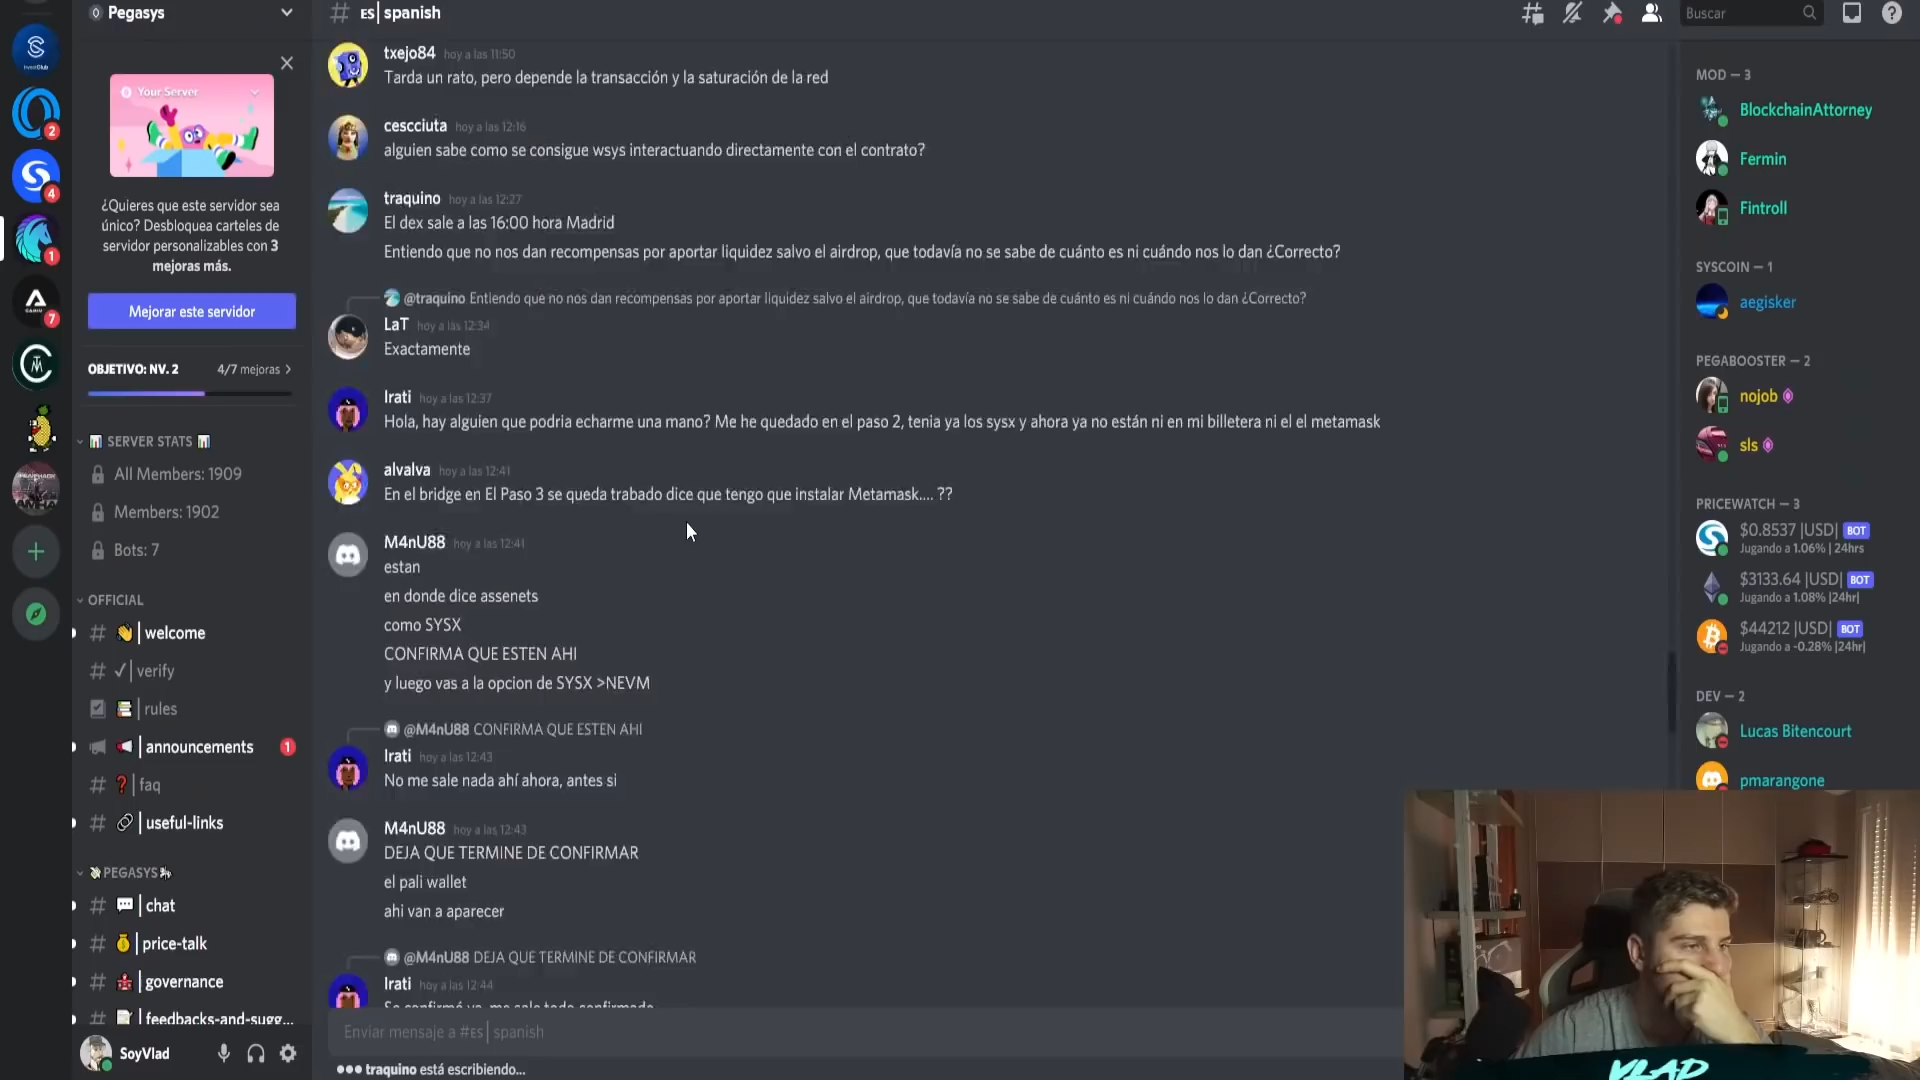 InvestClub
2
4
1
7
Pegasys
Your Server
¿Quieres que este servidor sea
único? Desbloquea carteles de
servidor personalizables con 3
mejoras más.
Mejorar este servidor
OBJETIVO: NV. 2
4/7 mejoras >
SERVER STATS
All Members: 1909
Members: 1902
Bots: 7
OFFICIAL
# | welcome
# ✓| verify
| rules
| announcements 1
# ❓| faq
# | useful-links
PEGASYS
# | chat
# | price-talk
# | governance
# | feedbacks-and-sugg...
SoyVlad
# ES| spanish
txejo84 hoy a las 11:50
Tarda un rato, pero depende la transacción y la saturación de la red
cescciuta hoy a las 12:16
alguien sabe como se consigue wsys interactuando directamente con el contrato?
traquino hoy a las 12:27
El dex sale a las 16:00 hora Madrid
Entiendo que no nos dan recompensas por aportar liquidez salvo el airdrop, que todavía no se sabe de cuánto es ni cuándo nos lo dan ¿Correcto?
@traquino Entiendo que no nos dan recompensas por aportar liquidez salvo el airdrop, que todavía no se sabe de cuánto es ni cuándo nos lo dan ¿Correcto?
LaT hoy a las 12:34
Exactamente
Irati hoy a las 12:37
Hola, hay alguien que podria echarme una mano? Me he quedado en el paso 2, tenia ya los sysx y ahora ya no están ni en mi billetera ni el el metamask
alvalva hoy a las 12:41
En el bridge en El Paso 3 se queda trabado dice que tengo que instalar Metamask.... ??
M4nU88 hoy a las 12:41
estan
en donde dice assenets
como SYSX
CONFIRMA QUE ESTEN AHI
y luego vas a la opcion de SYSX >NEVM
@M4nU88 CONFIRMA QUE ESTEN AHI
Irati hoy a las 12:43
No me sale nada ahí ahora, antes si
M4nU88 hoy a las 12:43
DEJA QUE TERMINE DE CONFIRMAR
el pali wallet
ahi van a aparecer
@M4nU88 DEJA QUE TERMINE DE CONFIRMAR
Irati hoy a las 12:44
Se confirmó ya, me sale todo confirmado
Enviar mensaje a #ES| spanish
traquino está escribiendo...
Buscar
MOD — 3
BlockchainAttorney
Fermin
Fintroll
SYSCOIN — 1
aegisker
PEGABOOSTER — 2
nojob
sls
PRICEWATCH — 3
$0.8537 |USD| BOT
Jugando a 1.06% | 24hrs
$3133.64 |USD| BOT
Jugando a 1.08% |24hr|
$44212 |USD| BOT
Jugando a -0.28% |24hr|
DEV — 2
Lucas Bitencourt
pmarangone
VLAD